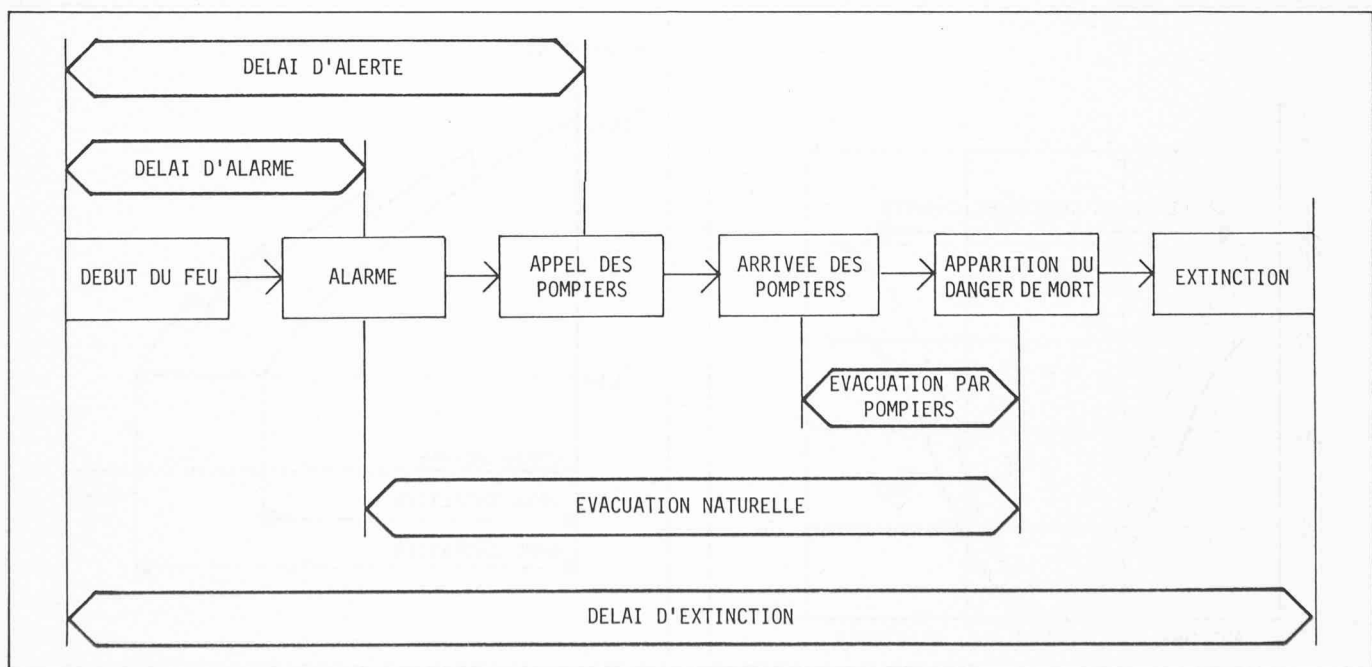 DELAI D'ALERTE
DELAI D'ALARME
DEBUT DU FEU
ALARME
APPEL DES
POMPIERS
ARRIVEE DES
POMPIERS
APPARITION DU
DANGER DE MORT
EXTINCTION
EVACUATION PAR
POMPIERS
EVACUATION NATURELLE
DELAI D'EXTINCTION